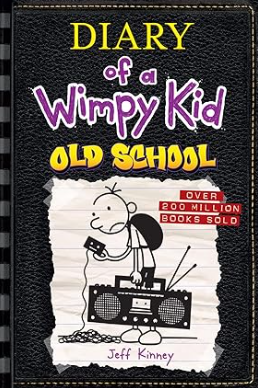 DIARY
of a
Wimpy Kid
OLD SCHOOL
OVER
200 MILLION
BOOKS SOLD
Jeff Kinney